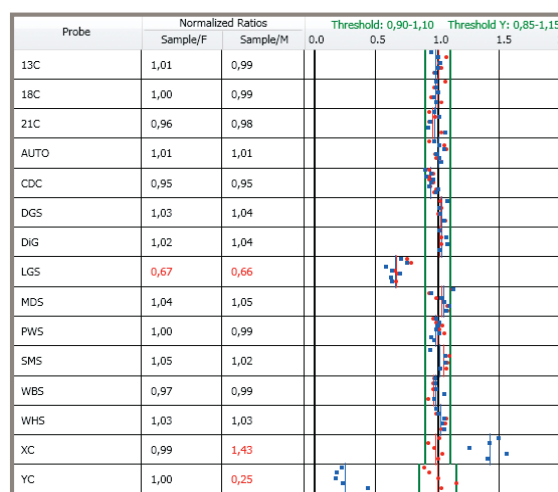 Probe Normalized Ratios Threshold: 0,90-1,10 Threshold Y: 0,85-1,15
Sample/F Sample/M 0.0 0.5 1.0 1.5
13C 1,01 0,99
18C 1,00 0,99
21C 0,96 0,98
AUTO 1,01 1,01
CDC 0,95 0,95
DGS 1,03 1,04
DiG 1,02 1,04
LGS 0,67 0,66
MDS 1,04 1,05
PWS 1,00 0,99
SMS 1,05 1,02
WBS 0,97 0,99
WHS 1,03 1,03
XC 0,99 1,43
YC 1,00 0,25